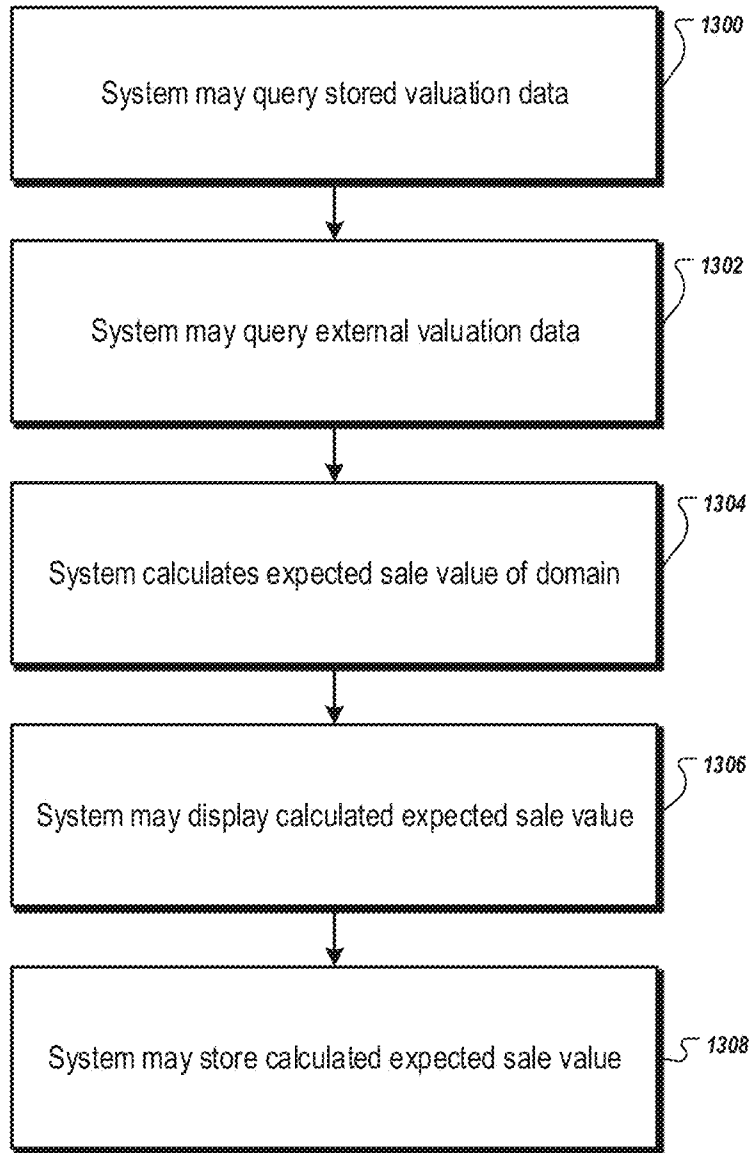 1300
System may query stored valuation data
1302
System may query external valuation data
1304
System calculates expected sale value of domain
1306
System may display calculated expected sale value
1308
System may store calculated expected sale value